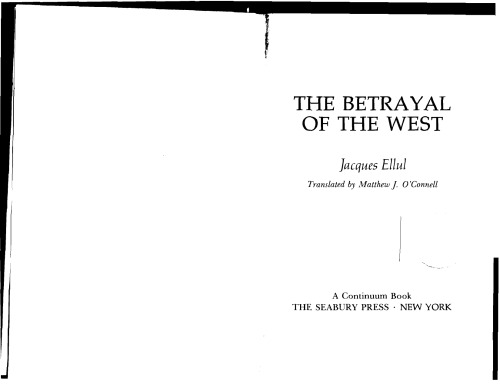 THE BETRAYAL
OF THE WEST
Jacques Ellul
Translated by Matthew J. O'Connell
A Continuum Book
THE SEABURY PRESS · NEW YORK